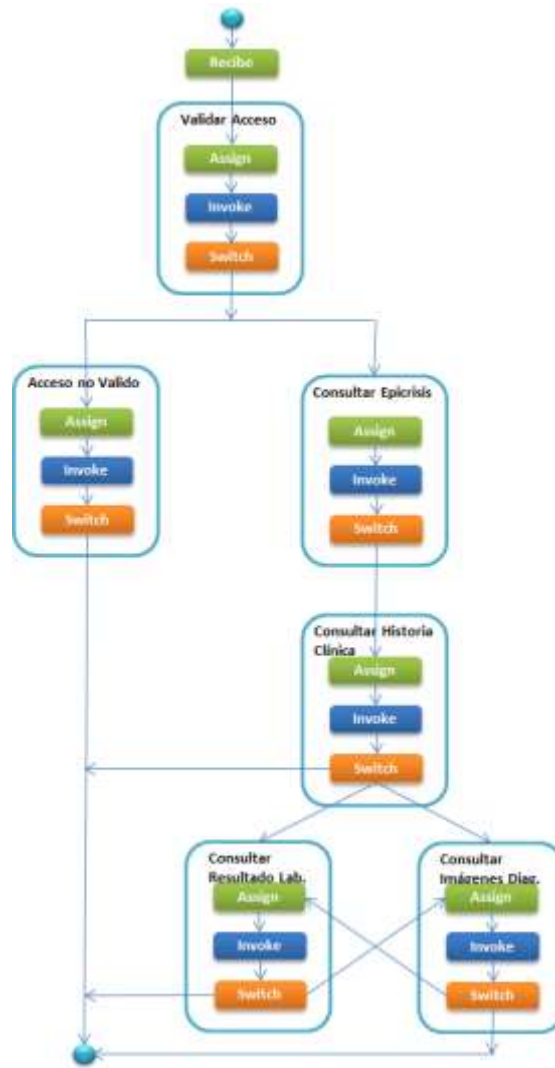 Recibe
Validar Acceso
Assign
Invoke
Switch
Acceso no Valido
Assign
Invoke
Switch
Consultar Epicrisis
Assign
Invoke
Switch
Consultar Historia
Clínica
Assign
Invoke
Switch
Consultar
Resultado Lab.
Assign
Invoke
Switch
Consultar
Imágenes Diag.
Assign
Invoke
Switch